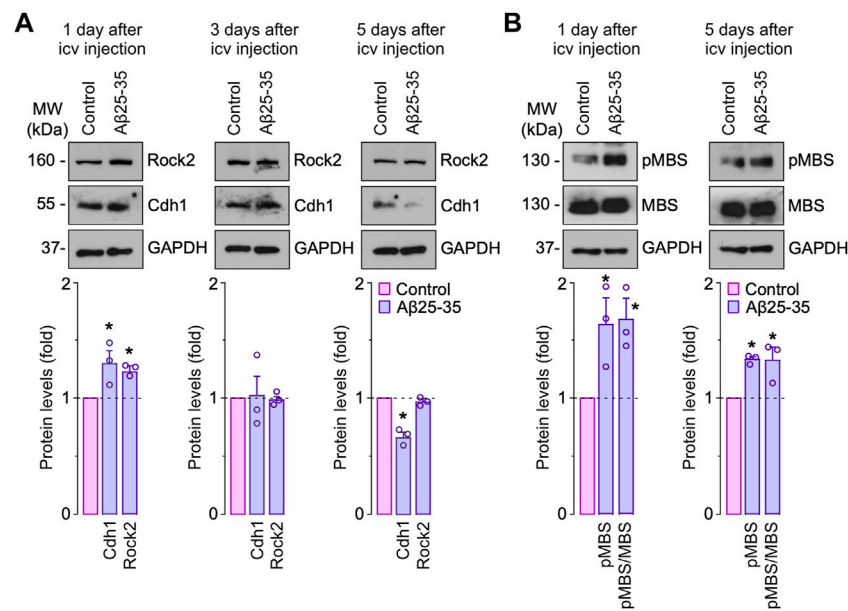 A
1 day after
icv injection
3 days after
icv injection
5 days after
icv injection
MW
(kDa)
Control
Aβ25-35
Control
Aβ25-35
Control
Aβ25-35
160 -
Rock2
Rock2
Rock2
55 -
Cdh1
Cdh1
Cdh1
37-
GAPDH
GAPDH
GAPDH
Protein levels (fold)
2
1
0
*
*
Cdh1
Rock2
Protein levels (fold)
2
1
0
Cdh1
Rock2
Protein levels (fold)
2
1
0
Control
Aβ25-35
*
Cdh1
Rock2
B
1 day after
icv injection
5 days after
icv injection
MW
(kDa)
Control
Aβ25-35
Control
Aβ25-35
130 -
pMBS
pMBS
130 -
MBS
MBS
37-
GAPDH
GAPDH
Protein levels (fold)
2
1
0
*
*
pMBS
pMBS/MBS
Protein levels (fold)
2
1
0
Control
Aβ25-35
*
*
pMBS
pMBS/MBS